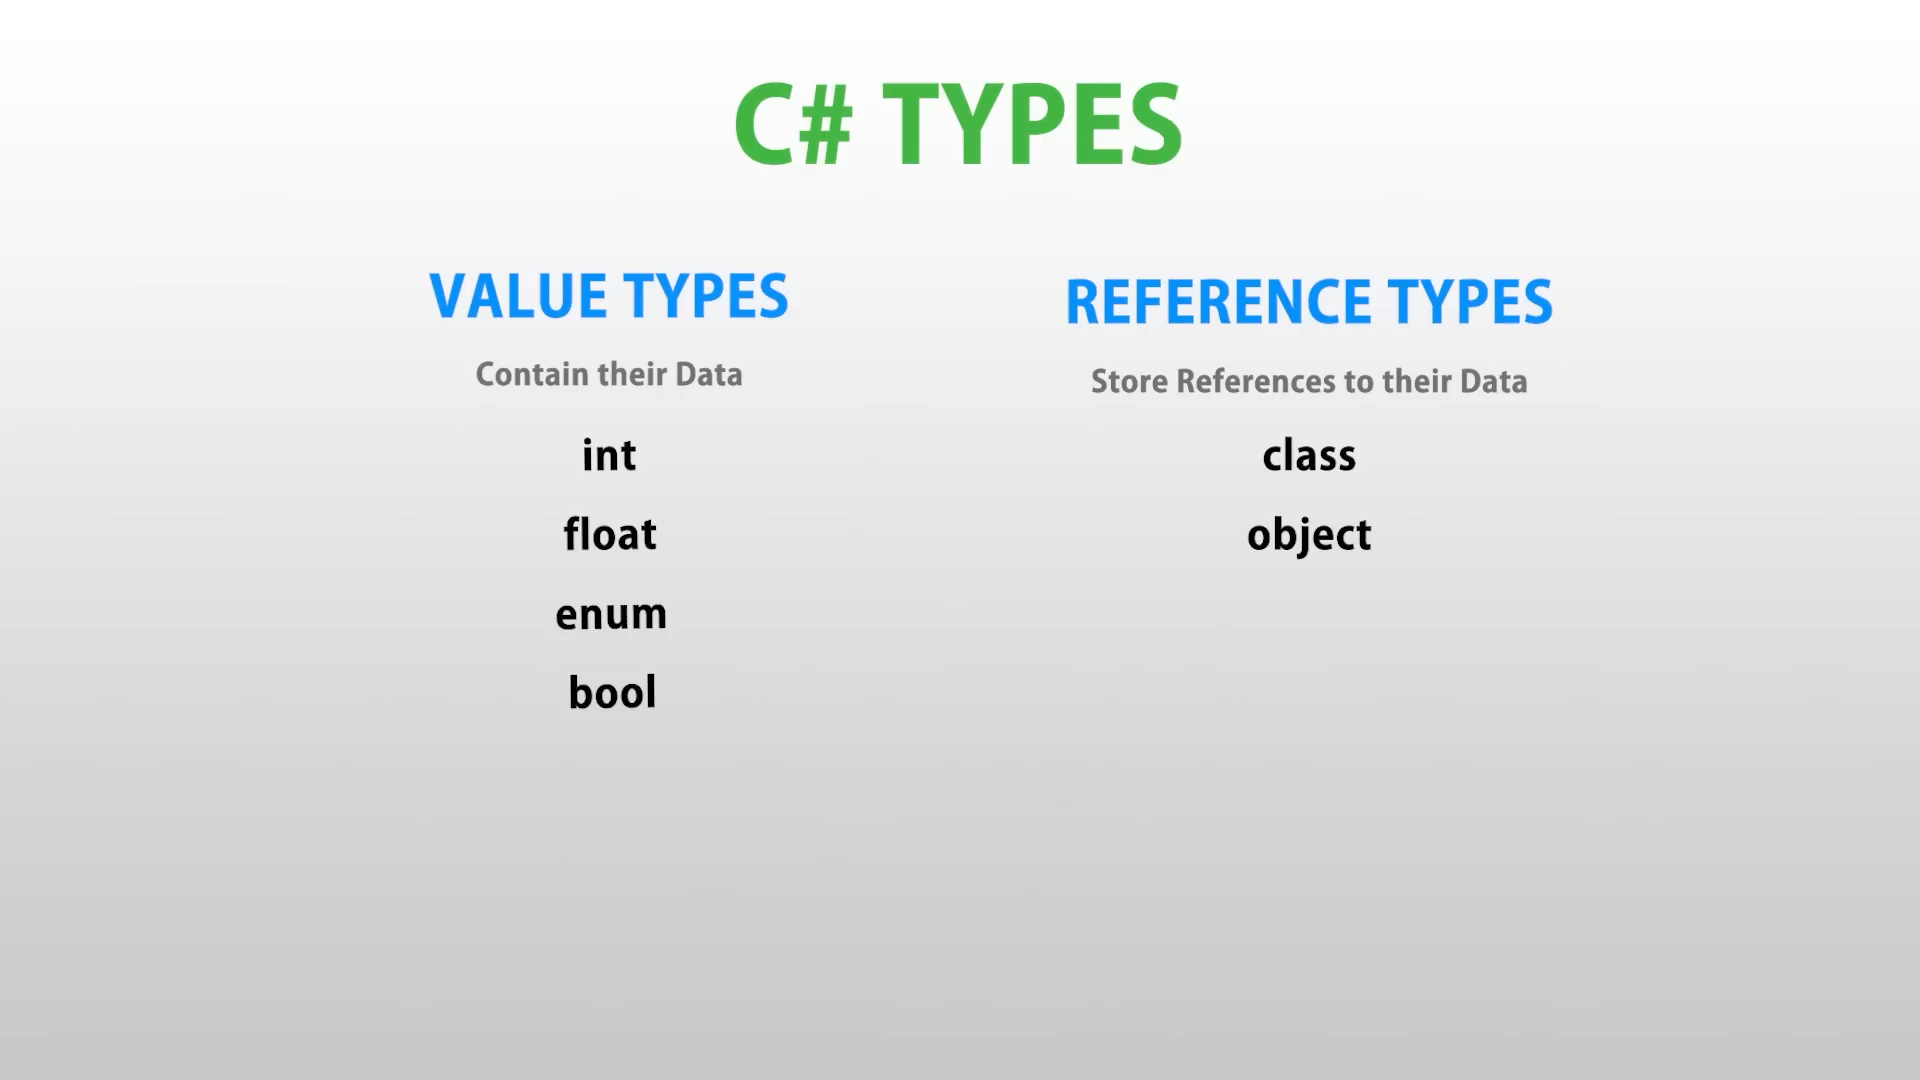 C# TYPES
VALUE TYPES
Contain their Data
int
float
enum
bool
REFERENCE TYPES
Store References to their Data
class
object